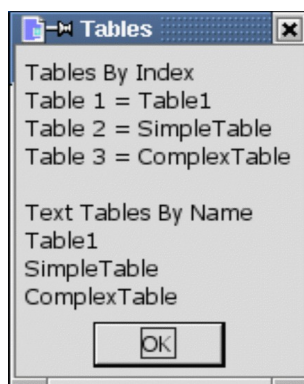 Tables
Tables By Index
Table 1 = Table1
Table 2 = SimpleTable
Table 3 = ComplexTable
Text Tables By Name
Table1
SimpleTable
ComplexTable
OK